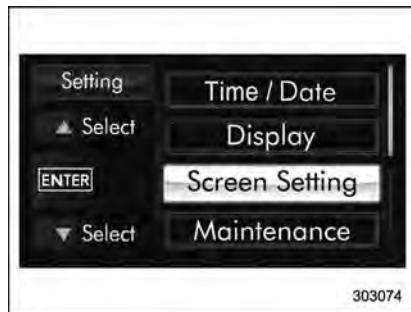 Setting
▲ Select
ENTER
▼ Select
Time / Date
Display
Screen Setting
Maintenance
303074